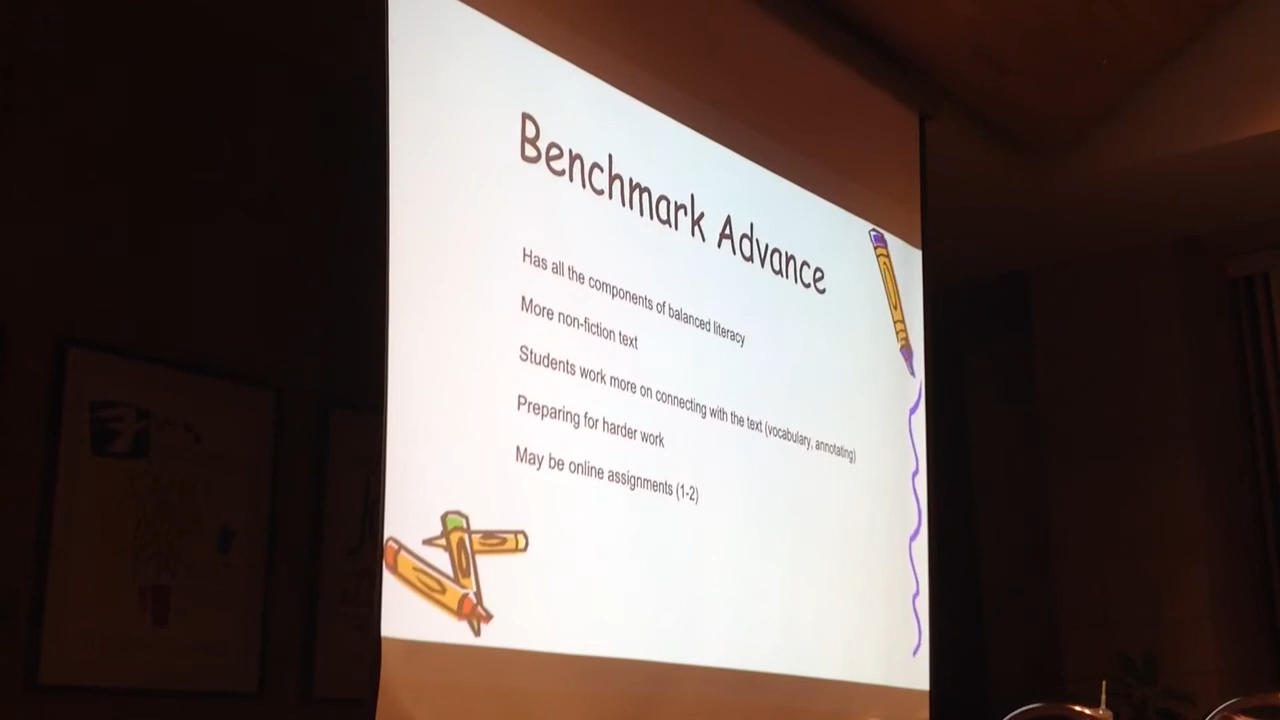 Benchmark Advance
Has all the components of balanced literacy
More non-fiction text
Students work more on connecting with the text (vocabulary, annotating)
Preparing for harder work
May be online assignments (1-2)